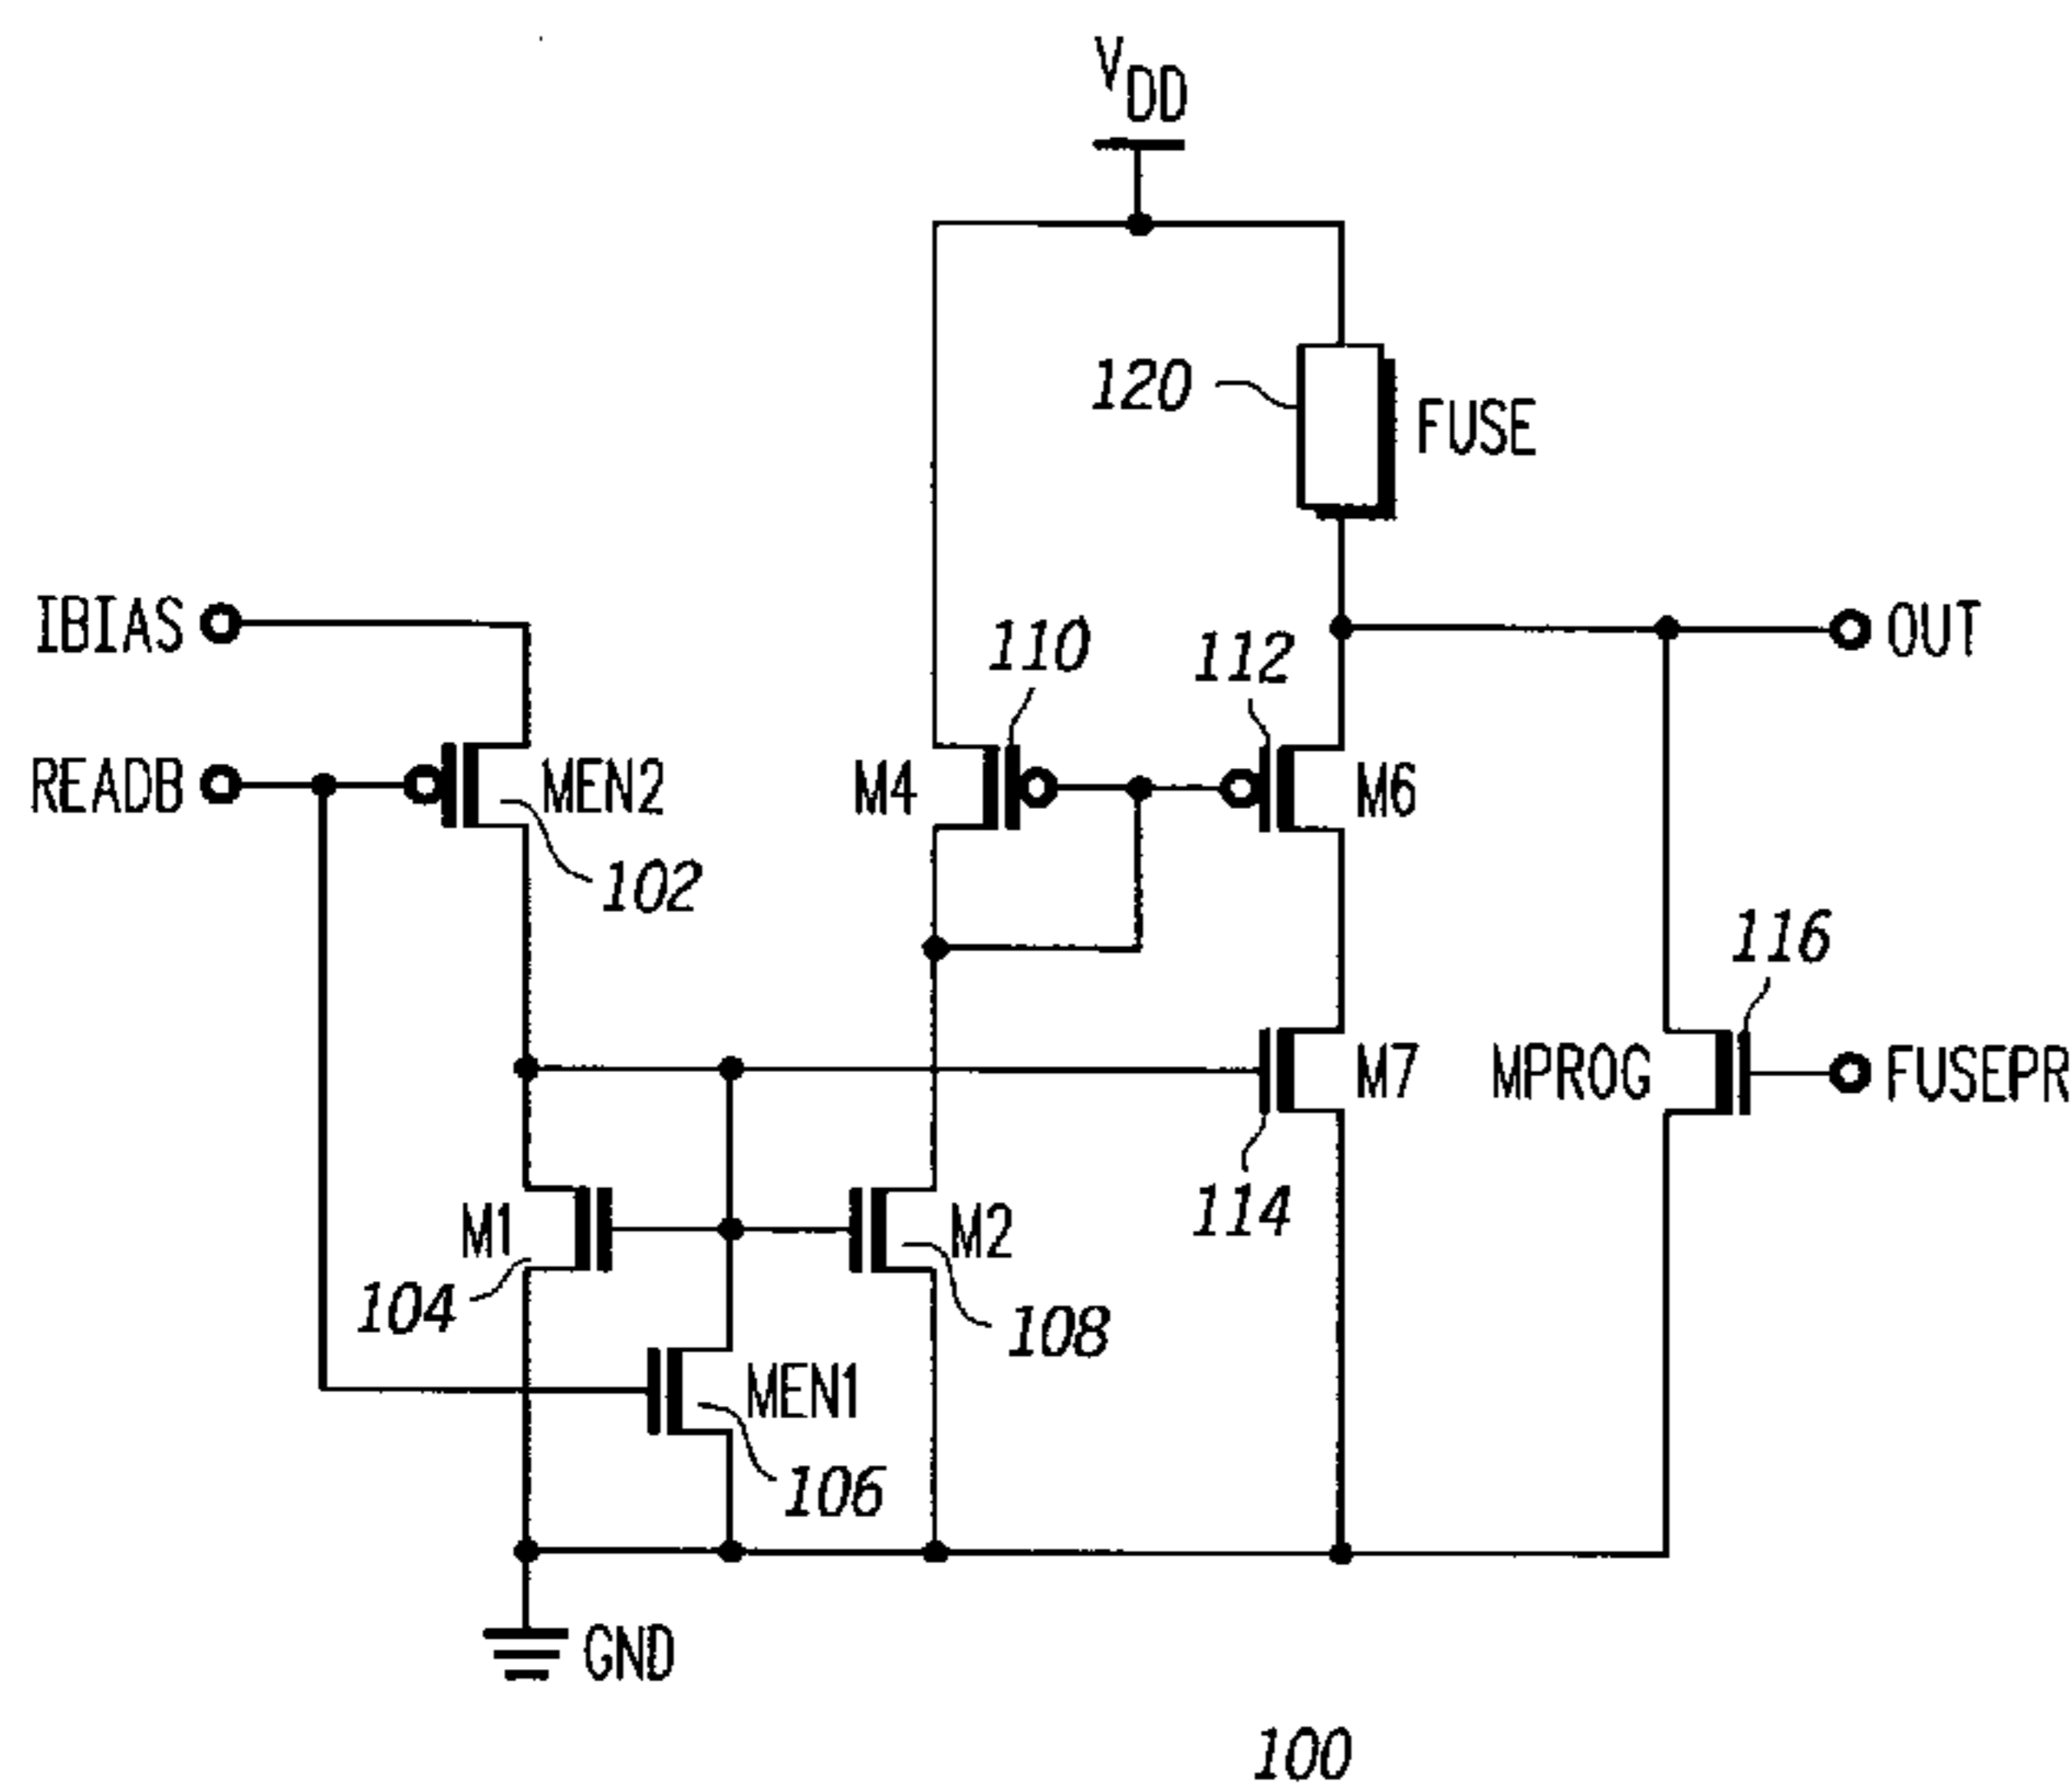 VDD
120
FUSE
IBIAS
110
112
OUT
READB
MEN2
M4
M6
102
116
M7
MPROG
FUSEPR
M1
M2
114
104
108
MEN1
106
GND
100